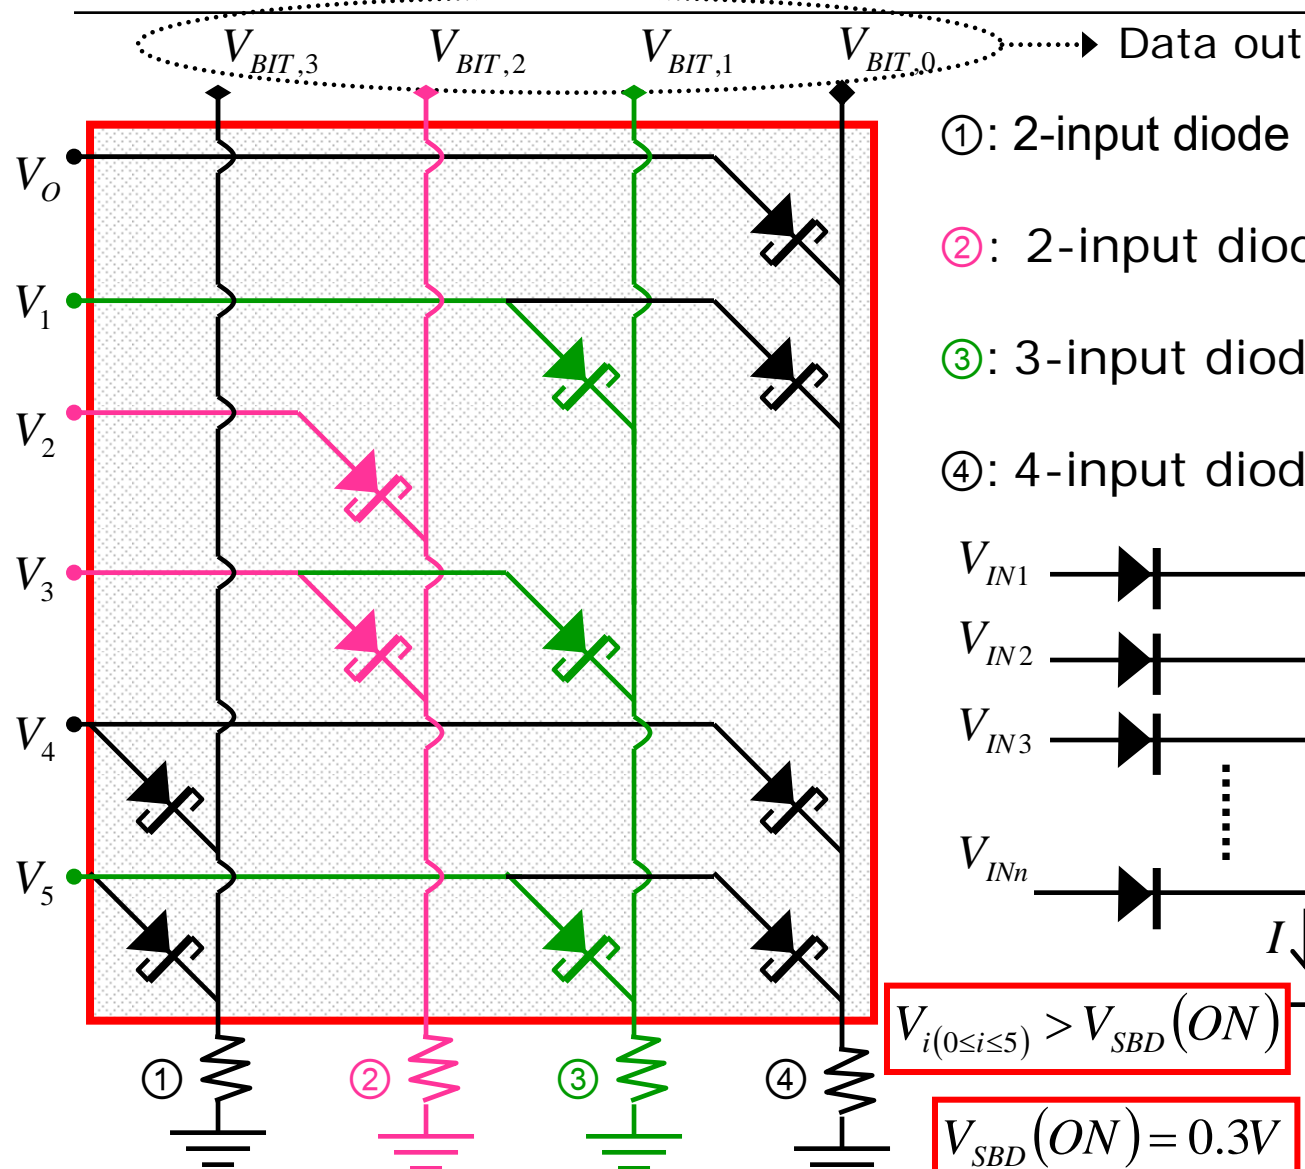 V_BIT,3 V_BIT,2 V_BIT,1 V_BIT,0 Data out
V_O
①: 2-input diode
V_1
②: 2-input diod
③: 3-input diod
V_2
④: 4-input diod
V_3
V_IN1
V_IN2
V_4
V_IN3
V_5
V_INn
I
V_i(0≤i≤5) > V_SBD(ON)
① ② ③ ④
V_SBD(ON) = 0.3V